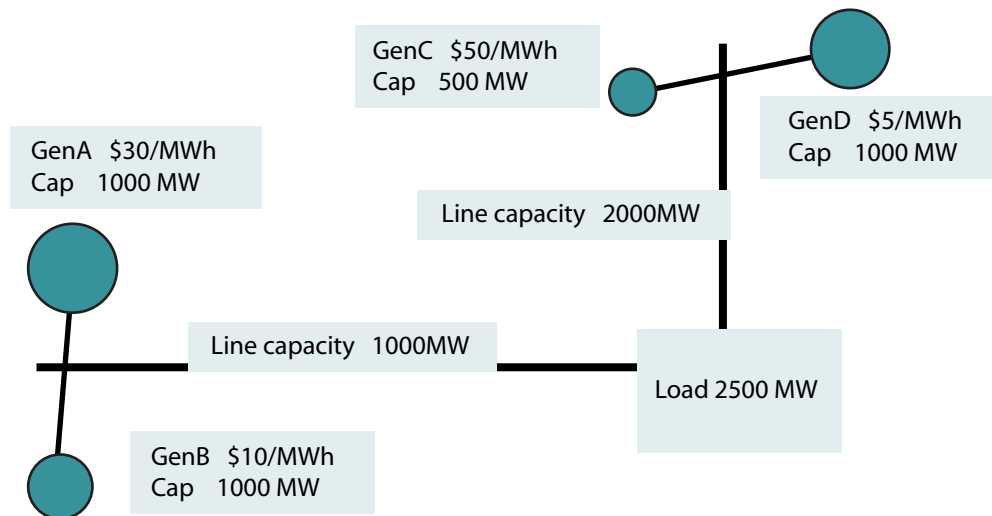 GenC $50/MWh
Cap 500 MW
GenD $5/MWh
Cap 1000 MW
GenA $30/MWh
Cap 1000 MW
Line capacity 2000MW
Line capacity 1000MW
Load 2500 MW
GenB $10/MWh
Cap 1000 MW